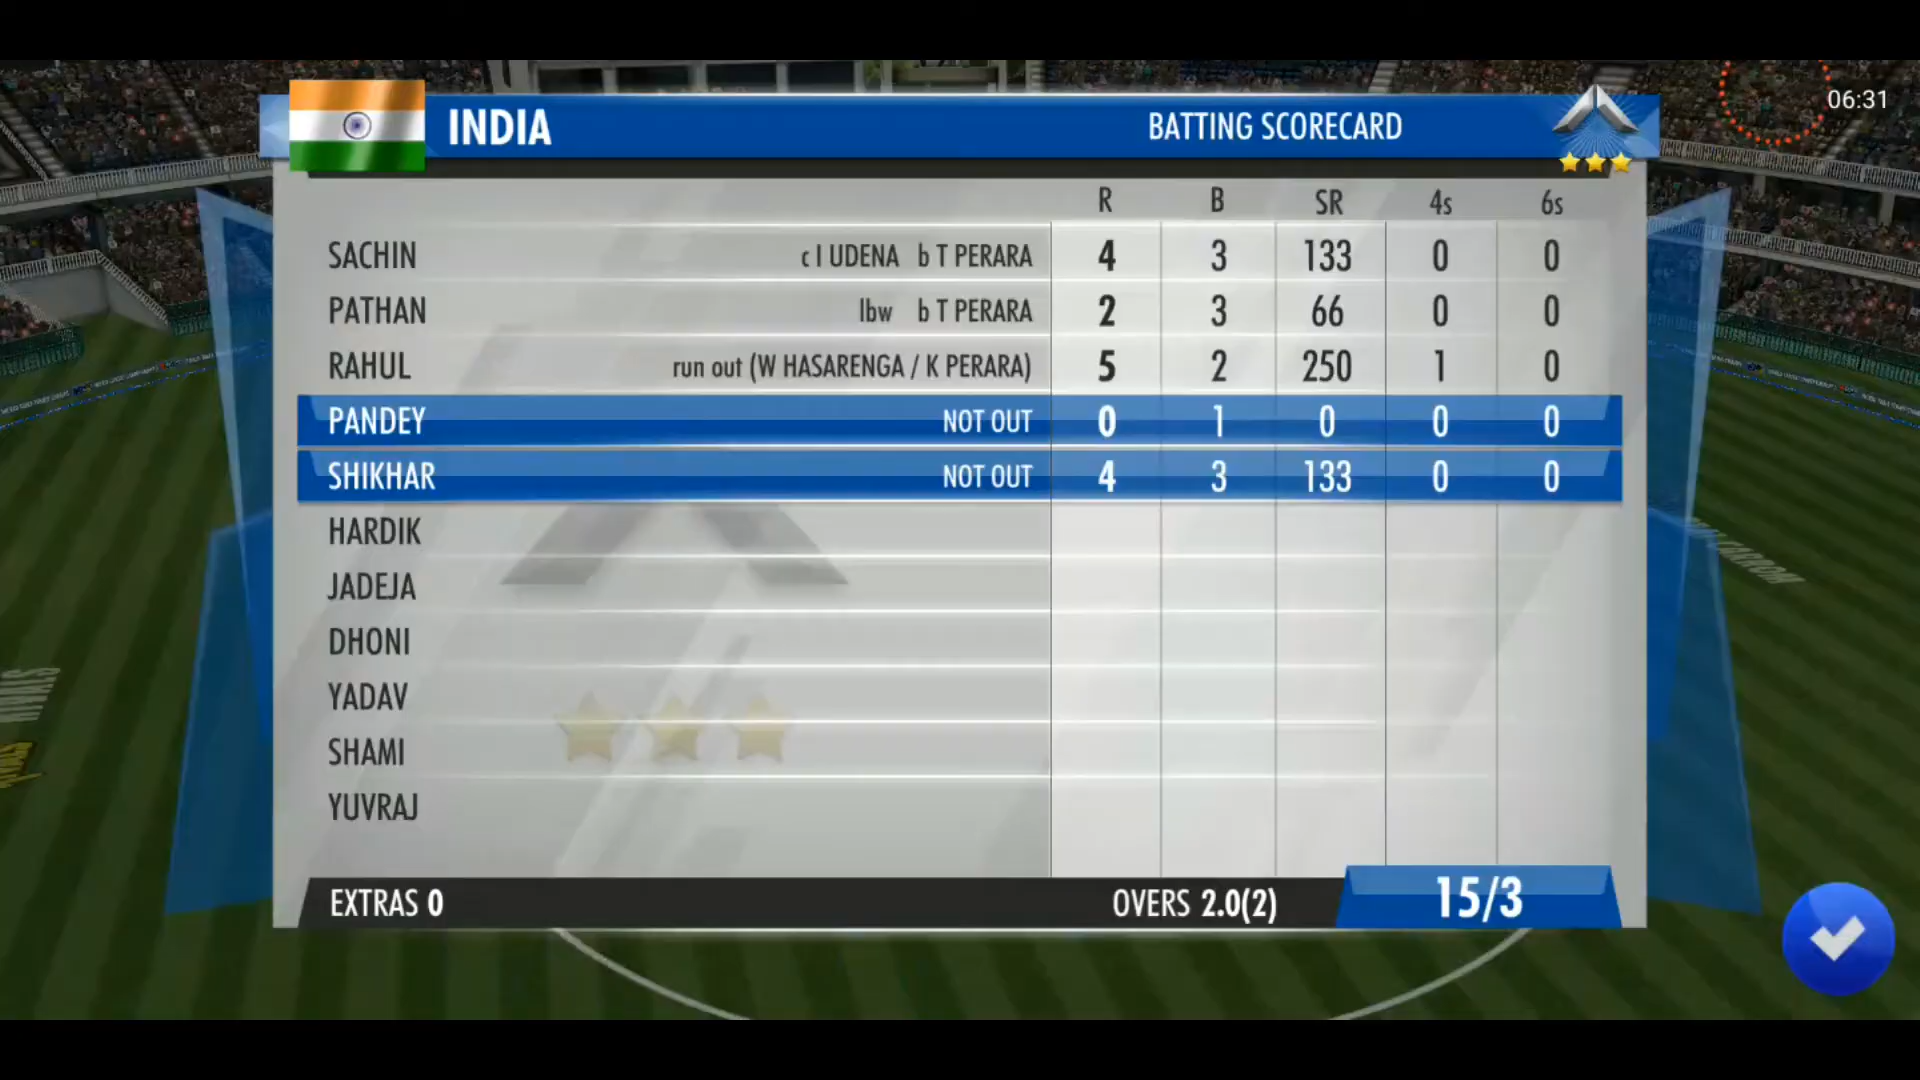 06:31
INDIA BATTING SCORECARD
R B SR 4s 6s
SACHIN c I UDENA b T PERARA 4 3 133 0 0
PATHAN lbw b T PERARA 2 3 66 0 0
RAHUL run out (W HASARENGA / K PERARA) 5 2 250 1 0
PANDEY NOT OUT 0 1 0 0 0
SHIKHAR NOT OUT 4 3 133 0 0
HARDIK
JADEJA
DHONI
YADAV
SHAMI
YUVRAJ
EXTRAS 0 OVERS 2.0(2) 15/3